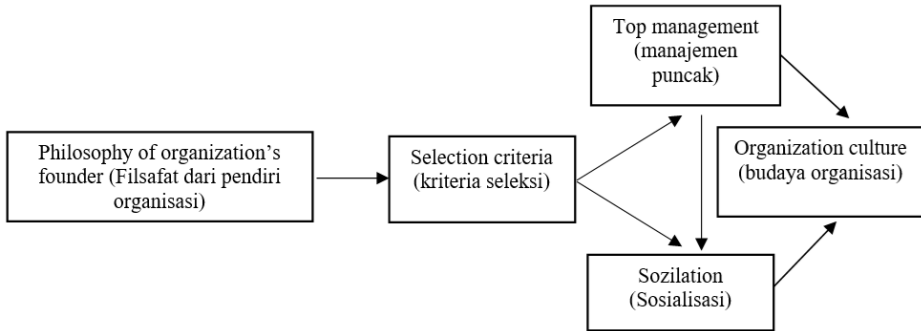 Top management
(manajemen
puncak)
Philosophy of organization’s
founder (Filsafat dari pendiri
organisasi)
Selection criteria
(kriteria seleksi)
Organization culture
(budaya organisasi)
Sozilation
(Sosialisasi)